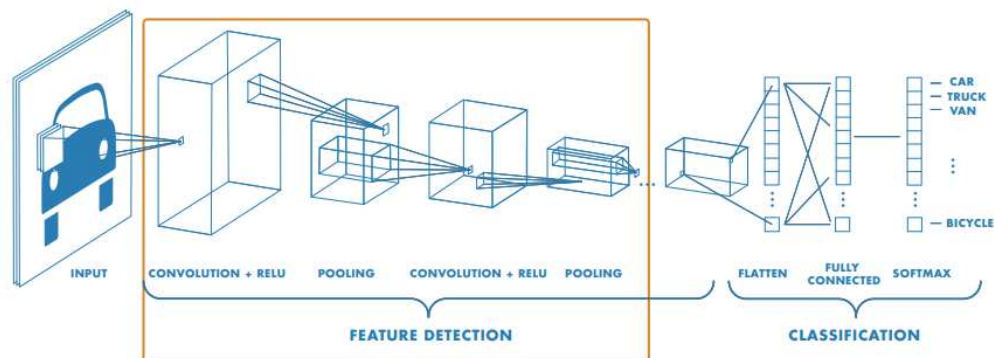 CAR
TRUCK
VAN
BICYCLE
INPUT
CONVOLUTION + RELU
POOLING
CONVOLUTION + RELU
POOLING
FLATTEN
FULLY
CONNECTED
SOFTMAX
FEATURE DETECTION
CLASSIFICATION